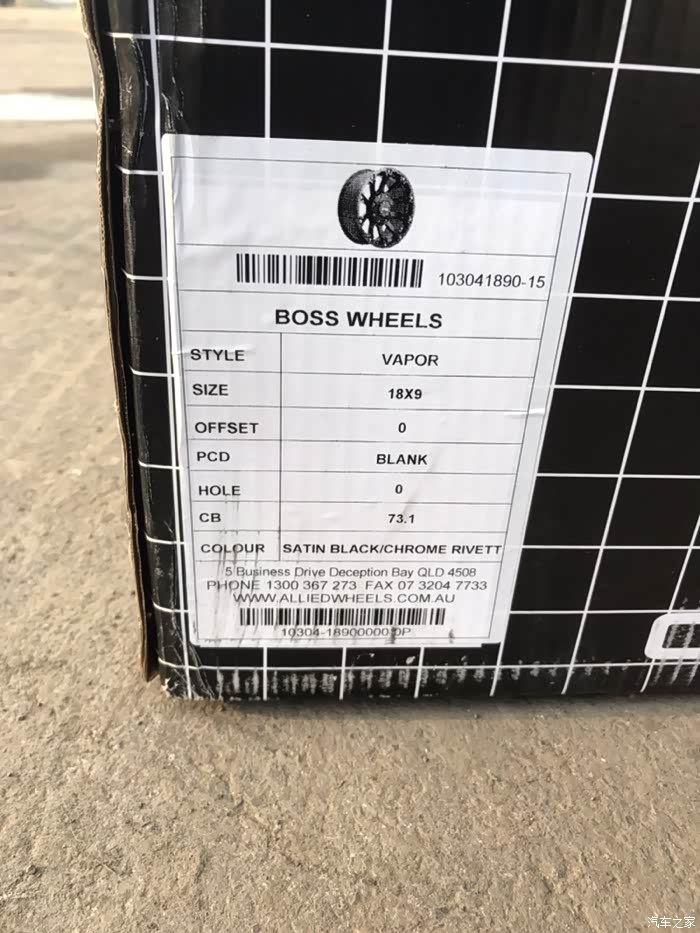 103041890-15
BOSS WHEELS
STYLE VAPOR
SIZE 18X9
OFFSET 0
PCD BLANK
HOLE 0
CB 73.1
COLOUR SATIN BLACK/CHROME RIVETT
5 Business Drive Deception Bay QLD 4508
PHONE 1300 367 273 FAX 07 3204 7733
WWW.ALLIEDWHEELS.COM.AU
10304-18900000:0P
汽车之家